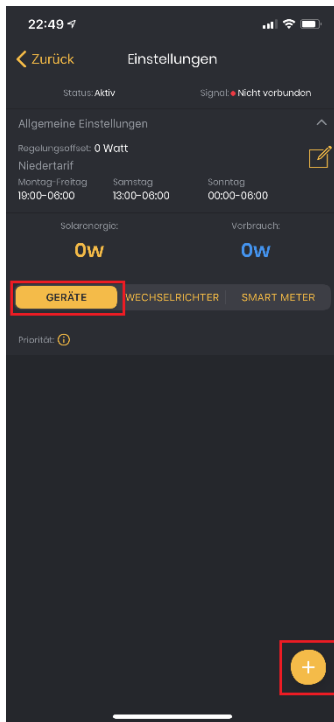 22:49
Zurück Einstellungen
Status: Aktiv Signal: Nicht verbunden
Allgemeine Einstellungen
Regelungsoffset: 0 Watt
Niedertarif
Montag-Freitag Samstag Sonntag
19:00-06:00 13:00-06:00 00:00-06:00
Solarenergie: Verbrauch:
0w 0w
GERÄTE WECHSELRICHTER SMART METER
Priorität: i
+